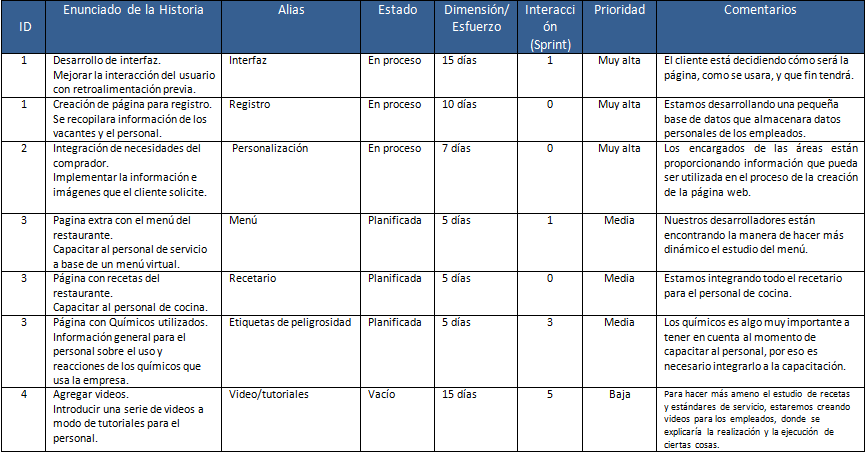 ID
Enunciado de la Historia
Alias
Estado
Dimensión/
Esfuerzo
Interacci
ón
(Sprint)
Prioridad
Comentarios
1
Desarrollo de interfaz.
Mejorar la interacción del usuario
con retroalimentación previa.
Interfaz
En proceso
15 días
1
Muy alta
El cliente está decidiendo cómo será la
página, como se usara, y que fin tendrá.
1
Creación de página para registro.
Se recopilara información de los
vacantes y el personal.
Registro
En proceso
10 días
0
Muy alta
Estamos desarrollando una pequeña
base de datos que almacenara datos
personales de los empleados.
2
Integración de necesidades del
comprador.
Implementar la información e
imágenes que el cliente solicite.
Personalización
En proceso
7 días
0
Muy alta
Los encargados de las áreas están
proporcionando información que pueda
ser utilizada en el proceso de la creación
de la página web.
3
Pagina extra con el menú del
restaurante.
Capacitar al personal de servicio
a base de un menú virtual.
Menú
Planificada
5 días
1
Media
Nuestros desarrolladores están
encontrando la manera de hacer más
dinámico el estudio del menú.
3
Página con recetas del
restaurante.
Capacitar al personal de cocina.
Recetario
Planificada
5 días
0
Media
Estamos integrando todo el recetario
para el personal de cocina.
3
Página con Químicos utilizados.
Información general para el
personal sobre el uso y
reacciones de los químicos que
usa la empresa.
Etiquetas de peligrosidad
Planificada
5 días
3
Media
Los químicos es algo muy importante a
tener en cuenta al momento de
capacitar al personal, por eso es
necesario integrarlo a la capacitación.
4
Agregar videos.
Introducir una serie de videos a
modo de tutoriales para el
personal.
Video/tutoriales
Vacío
15 días
5
Baja
Para hacer más ameno el estudio de recetas
y estándares de servicio, estaremos creando
videos para los empleados, donde se
explicaría la realización y la ejecución de
ciertas cosas.